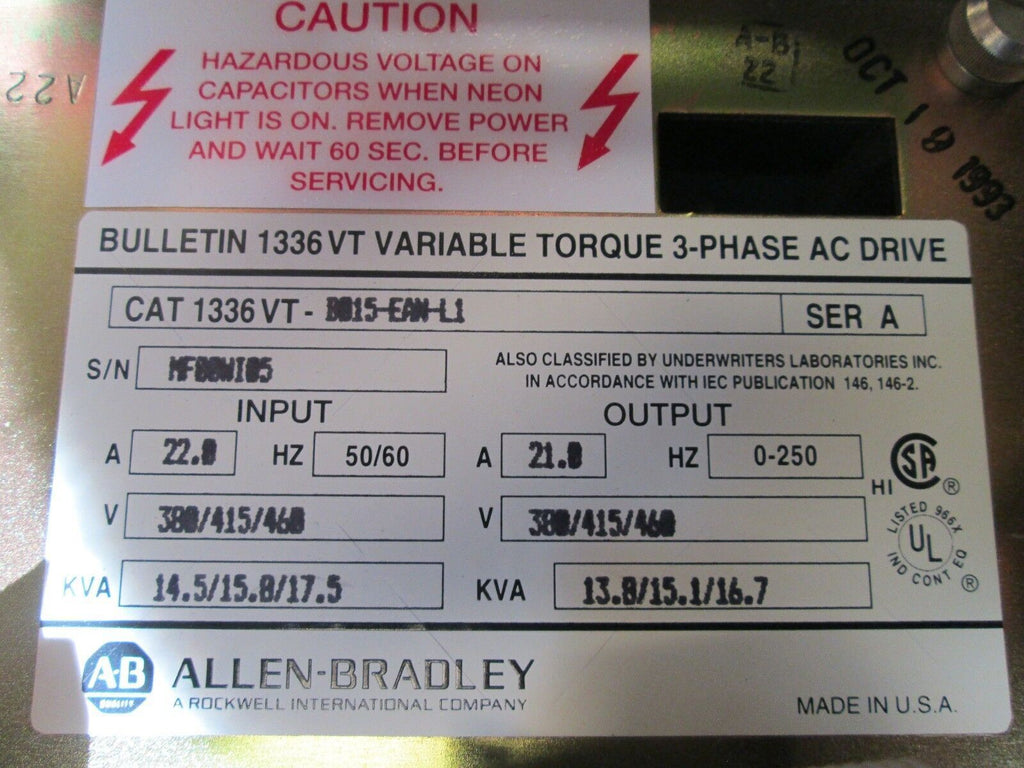 CAUTION
HAZARDOUS VOLTAGE ON
CAPACITORS WHEN NEON
LIGHT IS ON. REMOVE POWER
AND WAIT 60 SEC. BEFORE
SERVICING.
A22
A-B
22
OCT 18 1993
BULLETIN 1336 VT VARIABLE TORQUE 3-PHASE AC DRIVE
CAT 1336 VT - B015-EAN-L1 SER A
S/N
ALSO CLASSIFIED BY UNDERWRITERS LABORATORIES INC.
IN ACCORDANCE WITH IEC PUBLICATION 146, 146-2.
INPUT OUTPUT
A 22.0 HZ 50/60 A 21.0 HZ 0-250
V 380/415/460 V 380/415/460
KVA 14.5/15.8/17.5 KVA 13.8/15.1/16.7
SA
HI ®
LISTED 966X
UL
IND CONT EQ ®
A-B
QUALITY
ALLEN-BRADLEY
A ROCKWELL INTERNATIONAL COMPANY
MADE IN U.S.A.